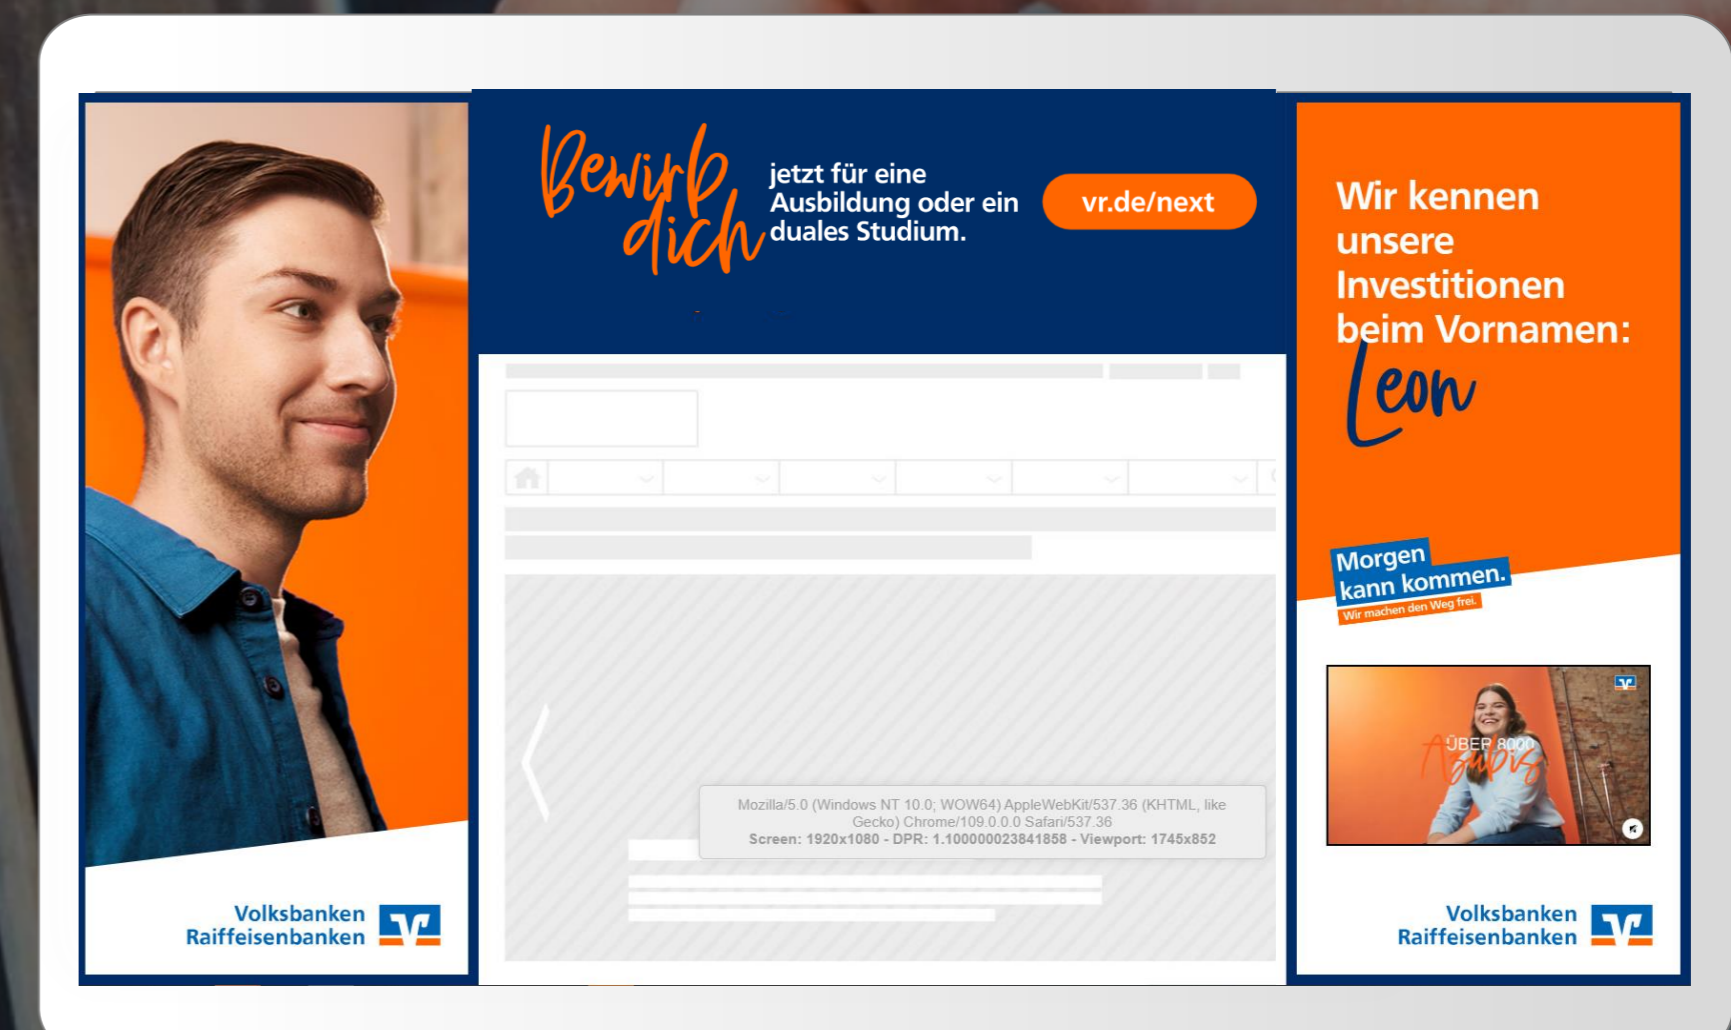 Bewirb
dich
jetzt für eine
Ausbildung oder ein
duales Studium.
vr.de/next
Wir kennen
unsere
Investitionen
beim Vornamen:
Leon
Morgen
kann kommen.
Wir machen den Weg frei.
ÜBER 8000
Azubis
Mozilla/5.0 (Windows NT 10.0; WOW64) AppleWebKit/537.36 (KHTML, like
Gecko) Chrome/109.0.0.0 Safari/537.36
Screen: 1920x1080 - DPR: 1.100000023841858 - Viewport: 1745x852
Volksbanken
Raiffeisenbanken
Volksbanken
Raiffeisenbanken